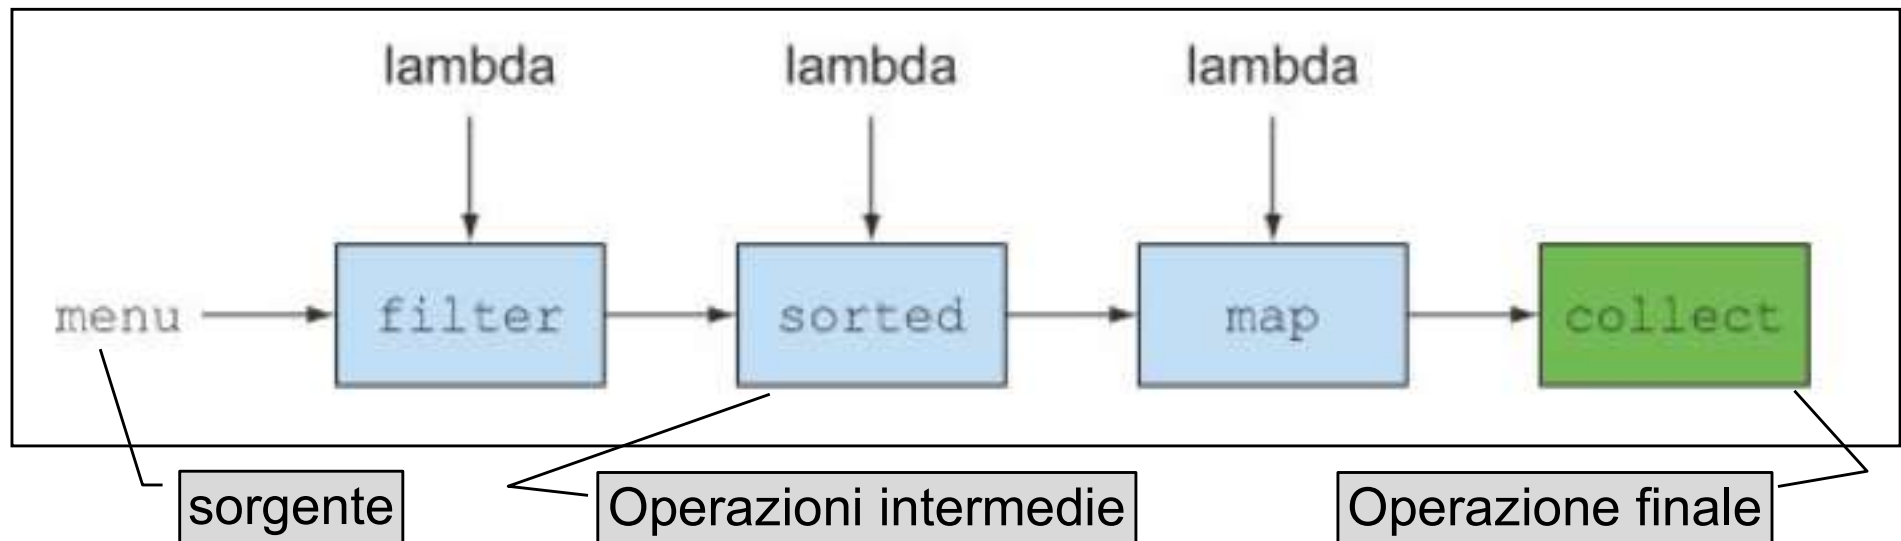 lambda lambda lambda
menu filter sorted map collect
sorgente Operazioni intermedie Operazione finale